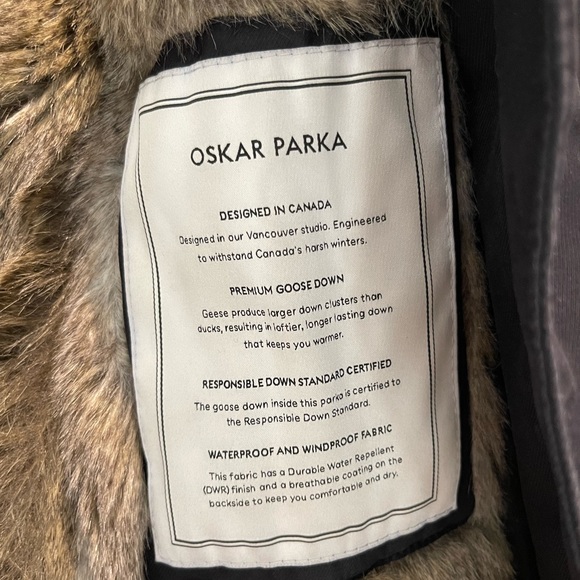 OSKAR PARKA
DESIGNED IN CANADA
Designed in our Vancouver studio. Engineered
to withstand Canada's harsh winters.
PREMIUM GOOSE DOWN
Geese produce larger down clusters than
ducks, resulting in loftier, longer lasting down
that keeps you warmer.
RESPONSIBLE DOWN STANDARD CERTIFIED
The goose down inside this parka is certified to
the Responsible Down Standard.
WATERPROOF AND WINDPROOF FABRIC
This fabric has a Durable Water Repellent
(DWR) finish and a breathable coating on the
backside to keep you comfortable and dry.